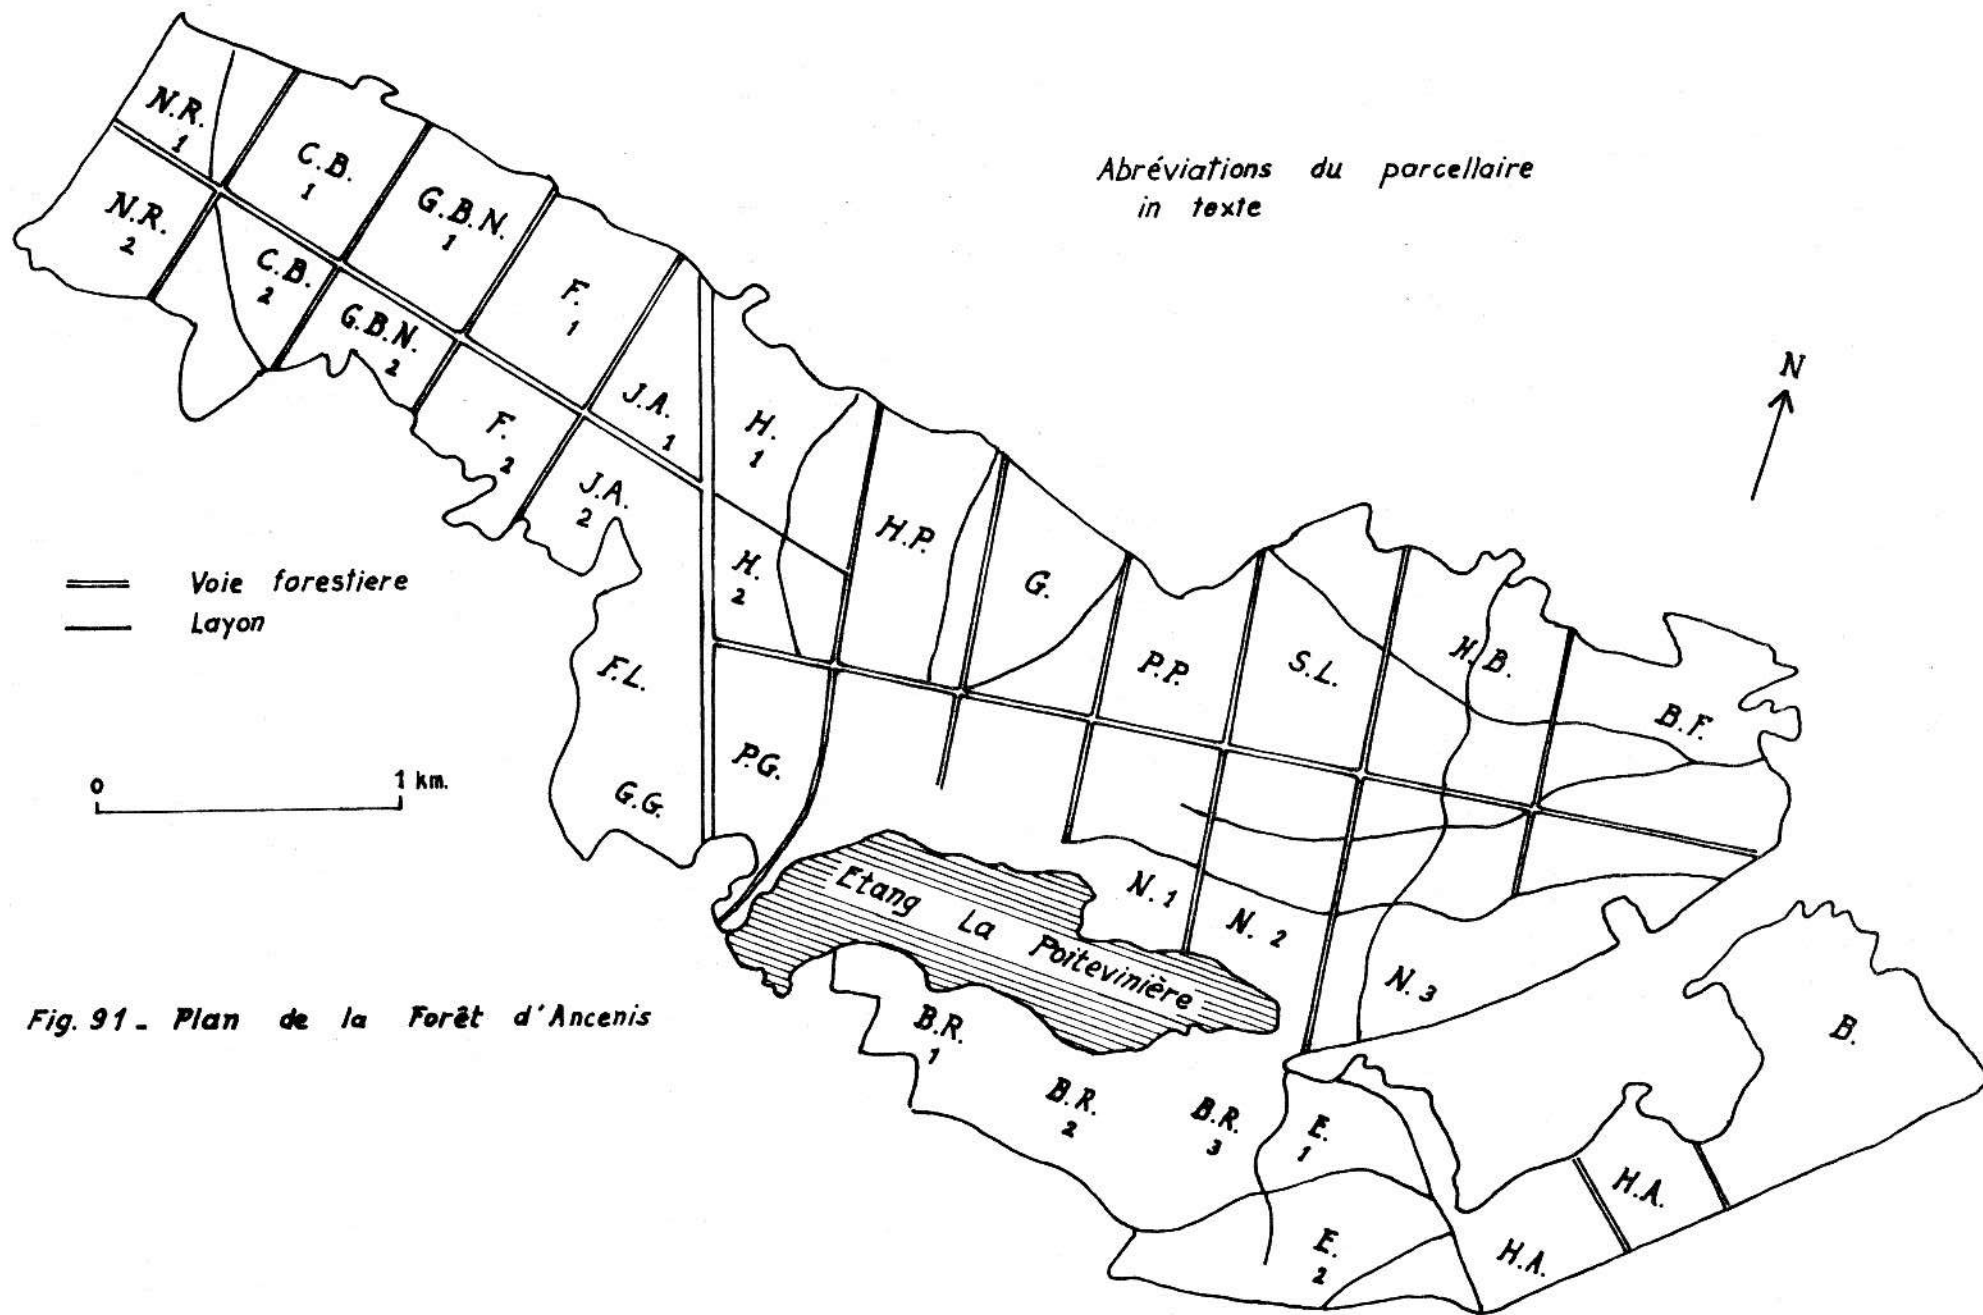 N.R.
1
C.B.
1
G.B.N.
1
F.
1
J.A.
1
H.
1
N.R.
2
C.B.
2
G.B.N.
2
F.
2
J.A.
2
H.
2
H.P.
G.
P.P.
S.L.
H.B.
B.F.
F.L.
P.G.
G.G.
Abréviations du parcellaire
in texte
N
Voie forestiere
Layon
0 1 km.
Etang La Poitevinière
N. 1
N. 2
N. 3
B.R.
1
B.R.
2
B.R.
3
E.
1
E.
2
H.A.
H.A.
B.
Fig. 91 - Plan de la Forêt d'Ancenis